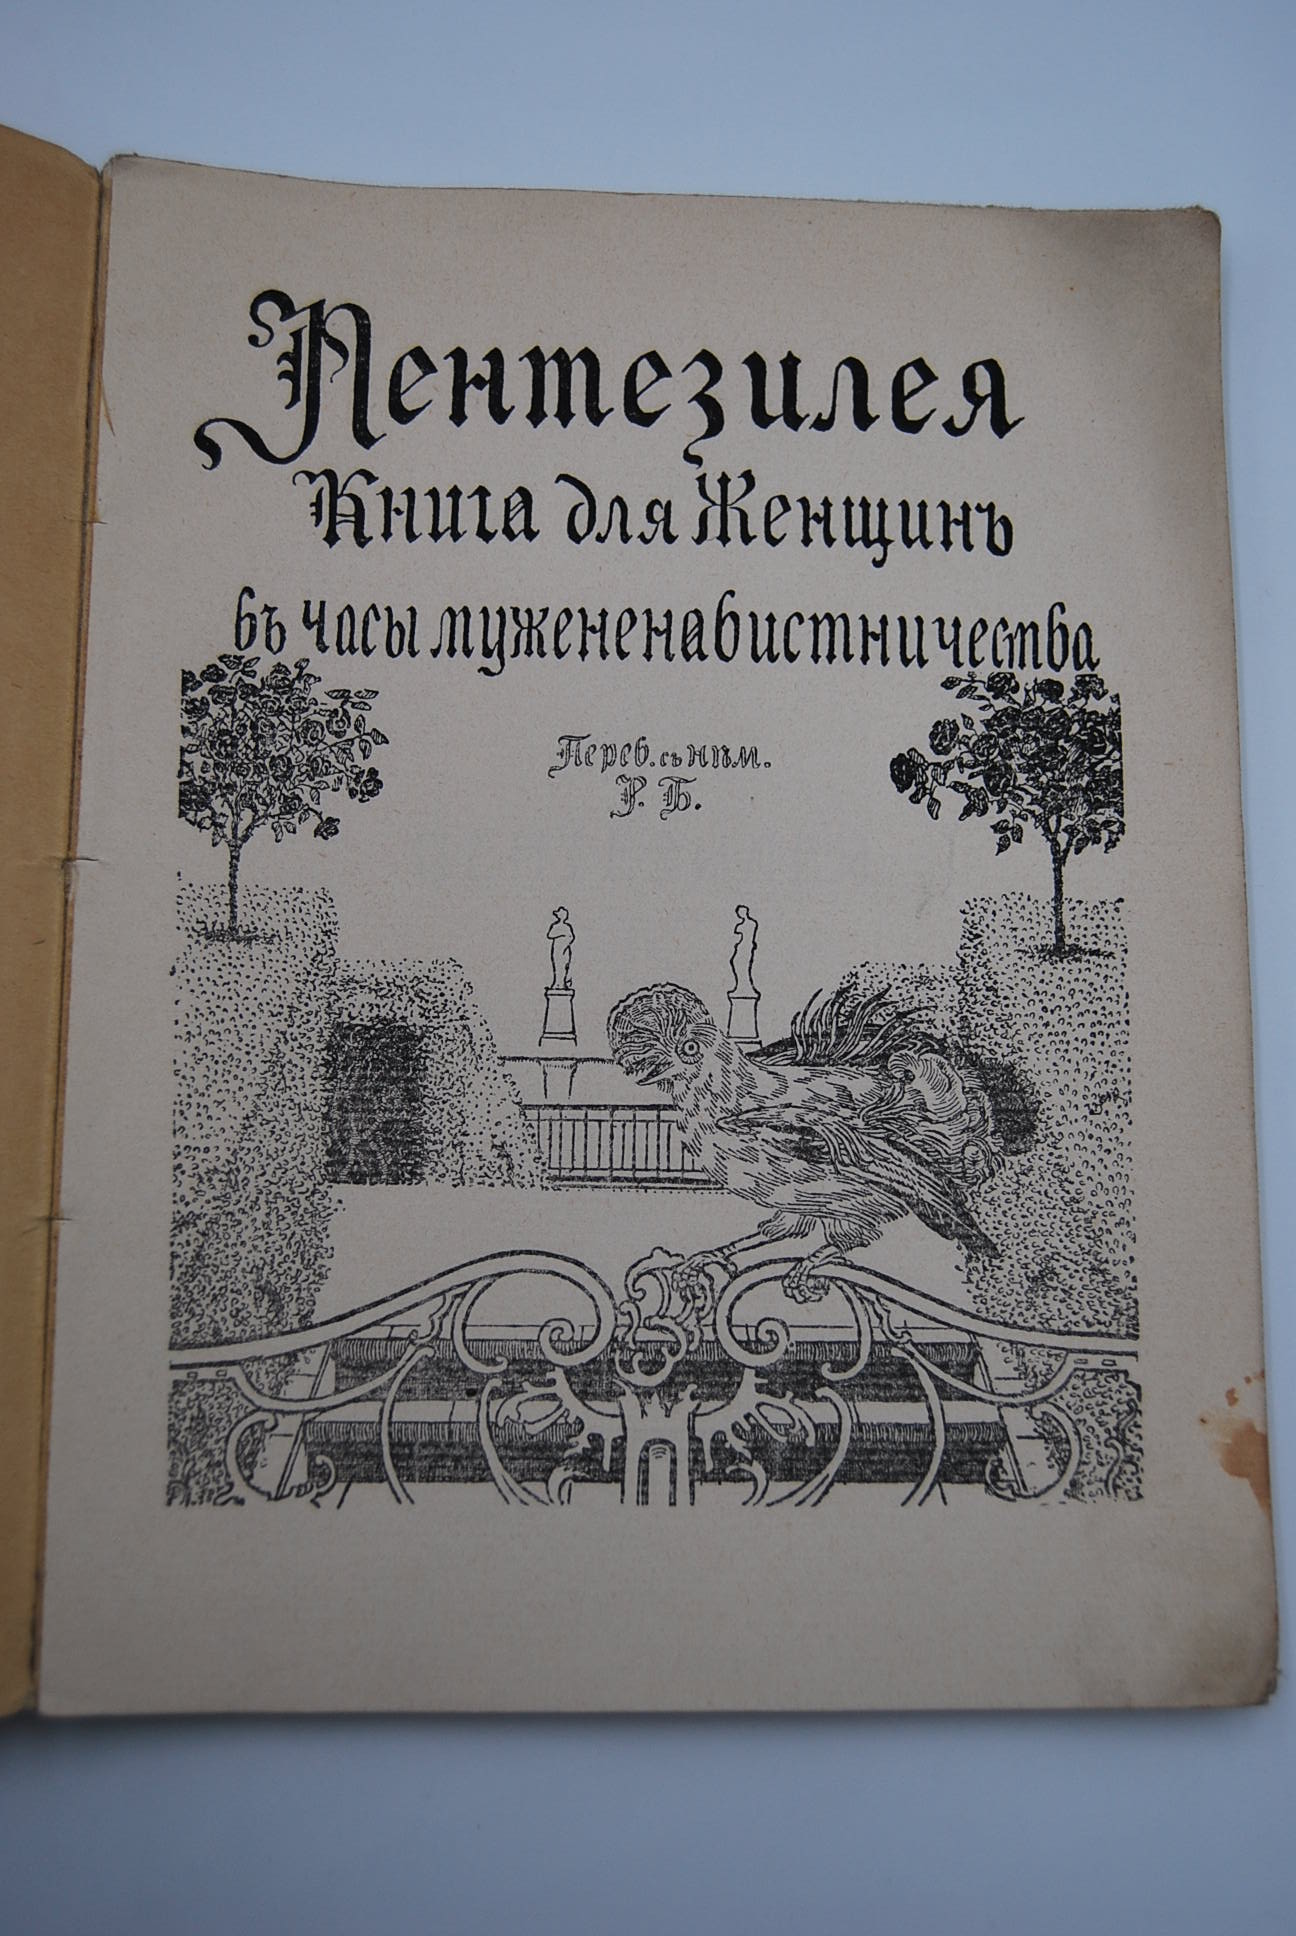 Пентезилея
Книга для Женщинъ
въ часы мужененавистничества
Перев. съ нѣм.
Р. Б.